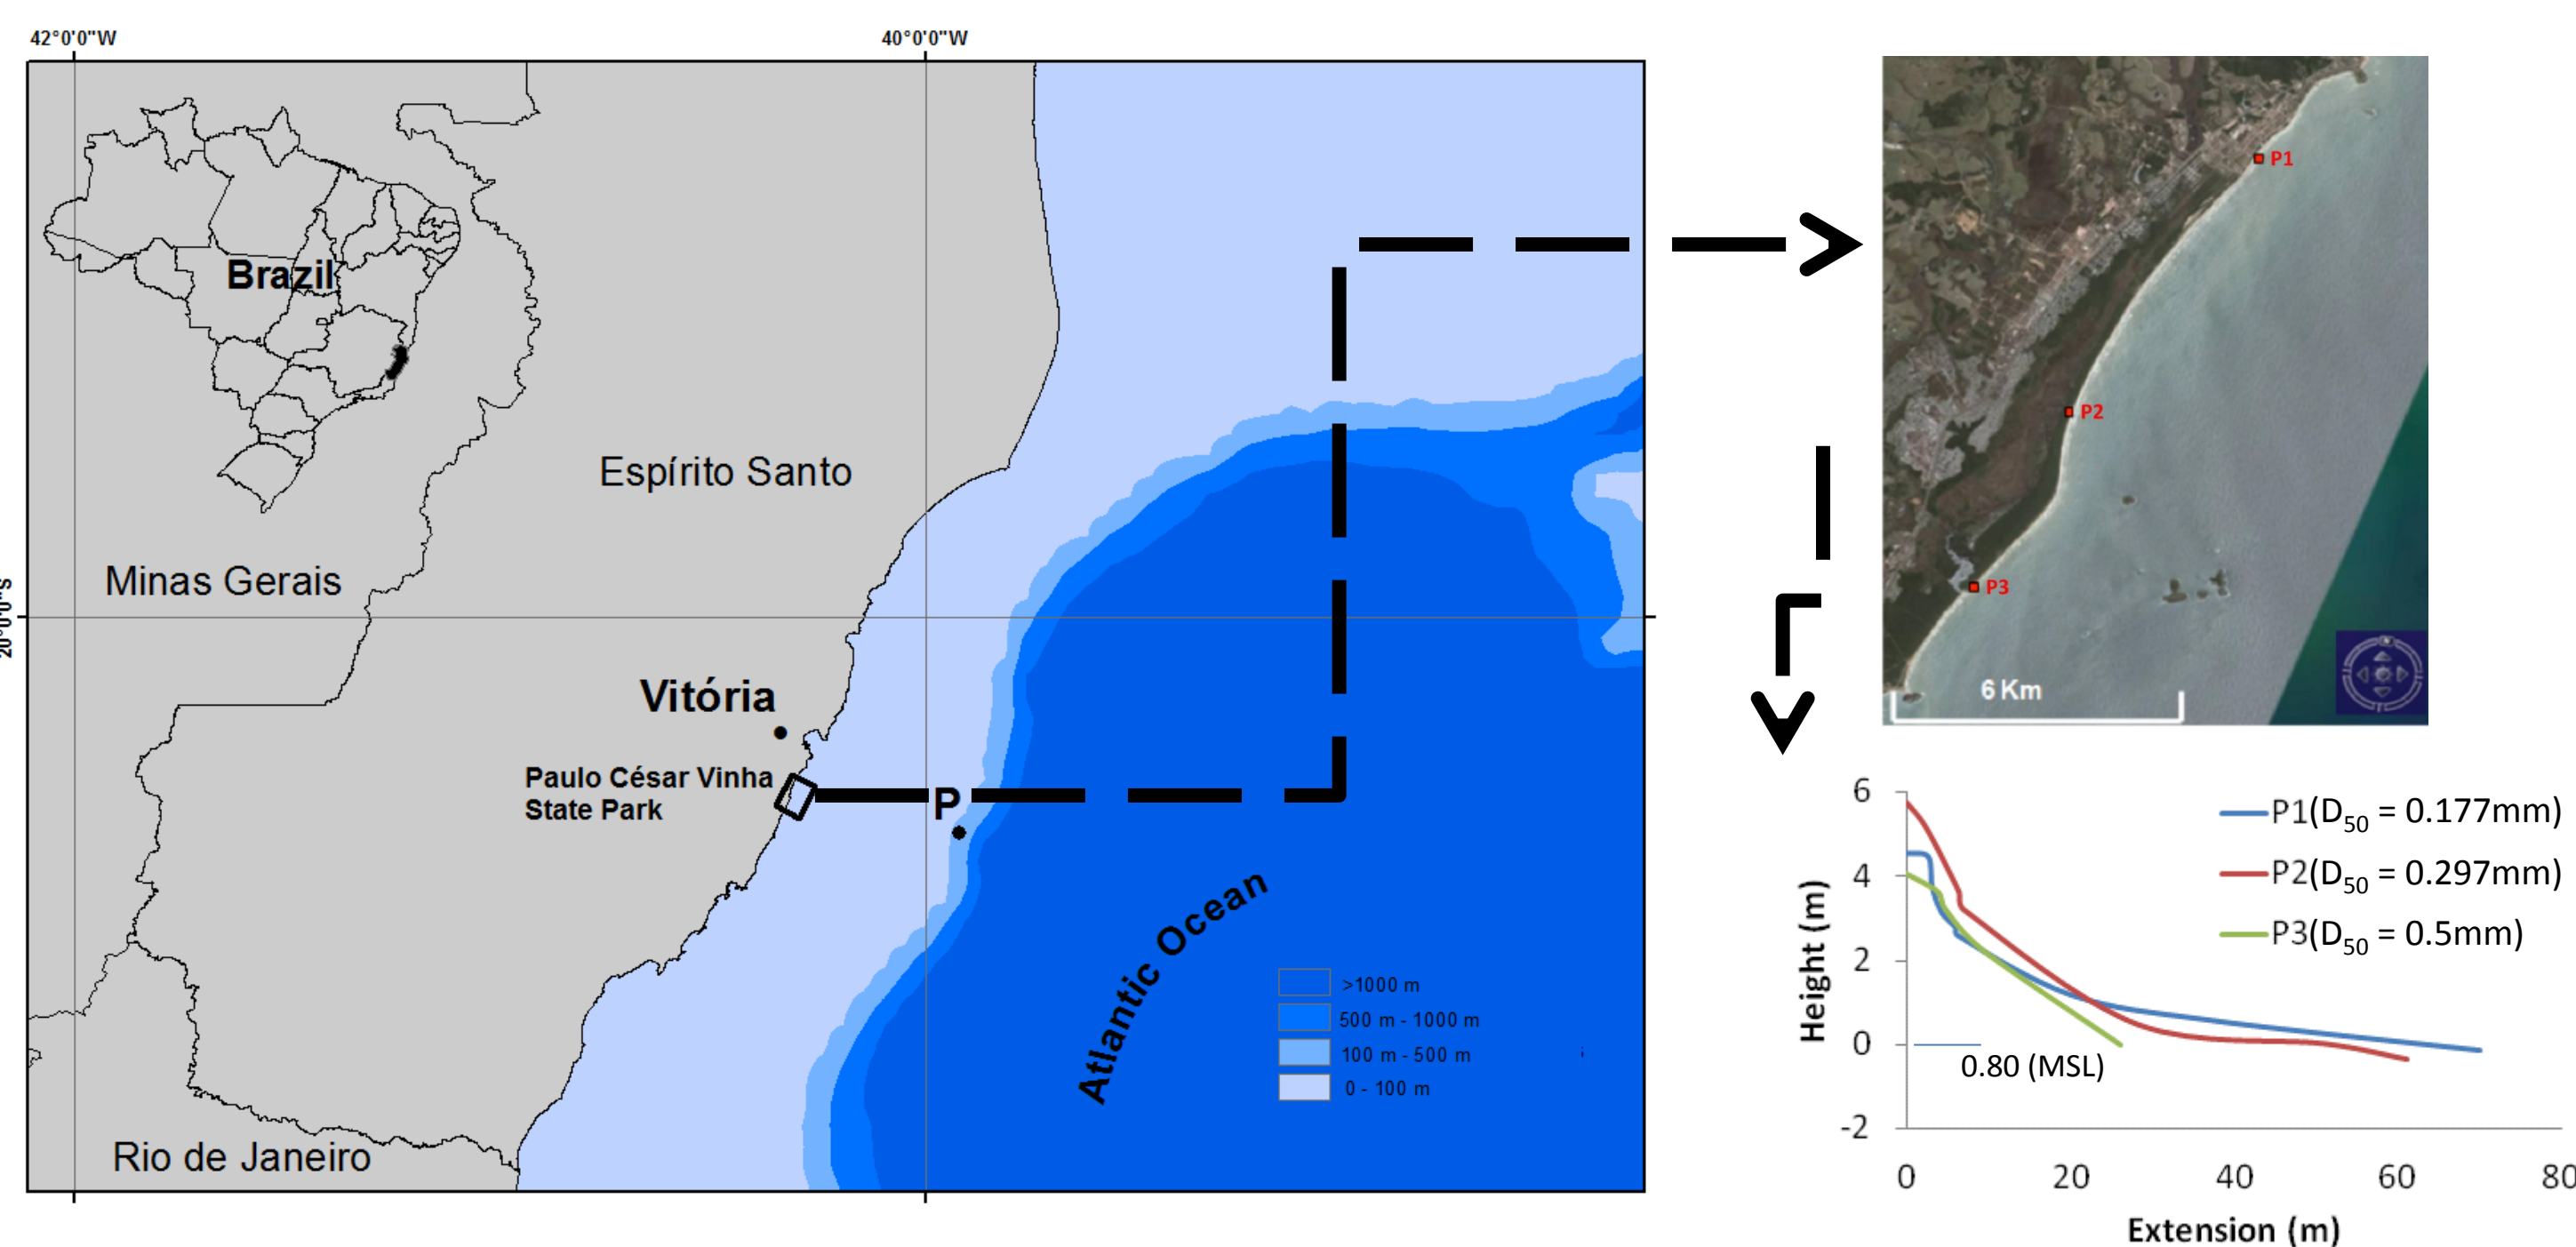 42°0'0"W
40°0'0"W
20°0'0"S
Brazil
Espírito Santo
Minas Gerais
Vitória
Paulo César Vinha
State Park
P
Atlantic Ocean
>1000 m
500 m - 1000 m
100 m - 500 m
0 - 100 m
Rio de Janeiro
P1
P2
P3
6 Km
6
4
2
0
-2
Height (m)
P1(D50 = 0.177mm)
P2(D50 = 0.297mm)
P3(D50 = 0.5mm)
0.80 (MSL)
0 20 40 60 80
Extension (m)